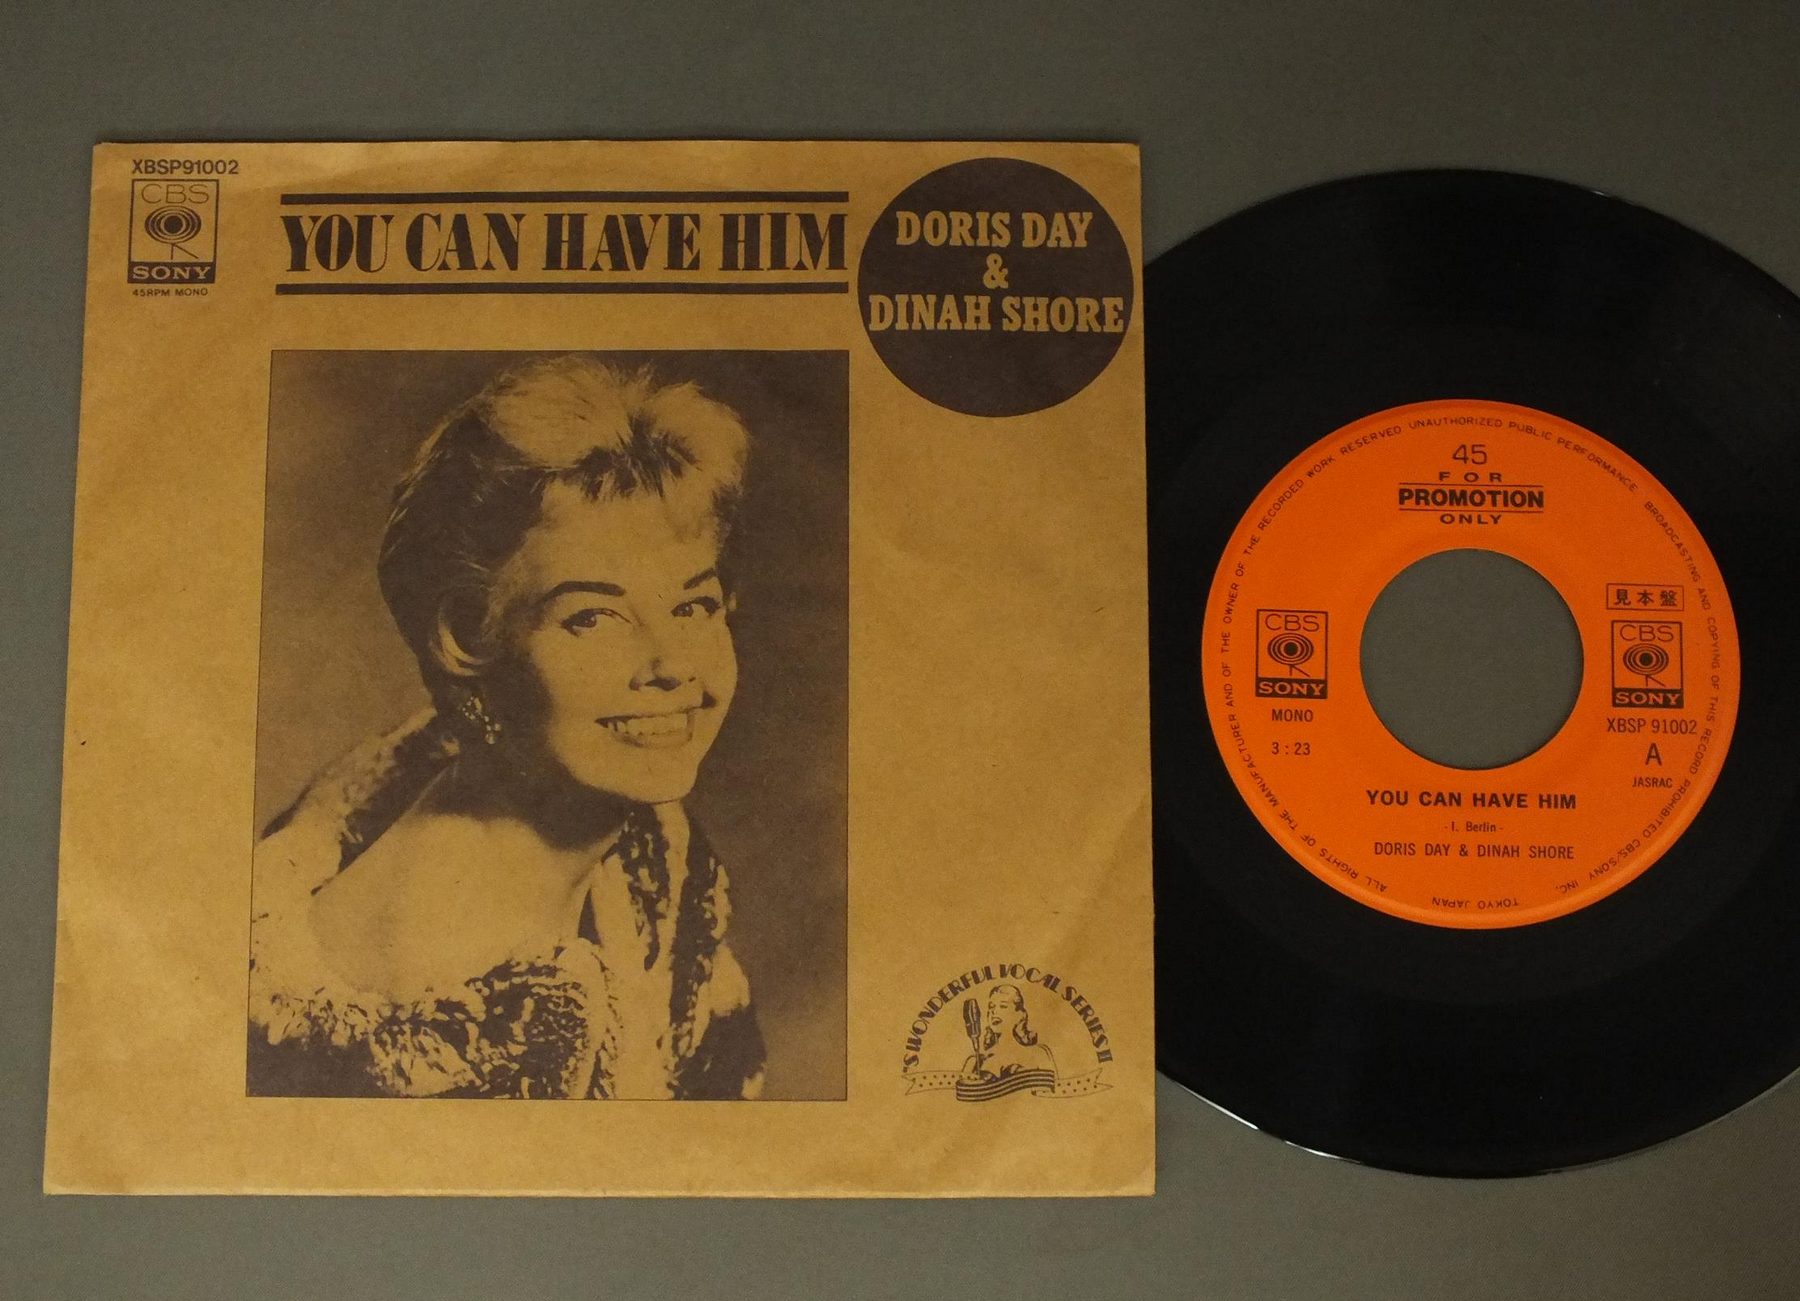 XBSP91002
CBS
SONY
45RPM MONO
YOU CAN HAVE HIM
DORIS DAY
&
DINAH SHORE
"S WONDERFUL VOCAL SERIES II
45
FOR
PROMOTION
ONLY
ALL RIGHTS OF THE MANUFACTURER AND OF THE OWNER OF THE RECORDED WORK RESERVED UNAUTHORIZED PUBLIC PERFORMANCE BROADCASTING AND COPYING OF THIS RECORD PROHIBITED CBS/SONY INC. TOKYO JAPAN
CBS
SONY
MONO
3:23
見本盤
CBS
SONY
XBSP 91002
A
JASRAC
YOU CAN HAVE HIM
- I. Berlin -
DORIS DAY & DINAH SHORE